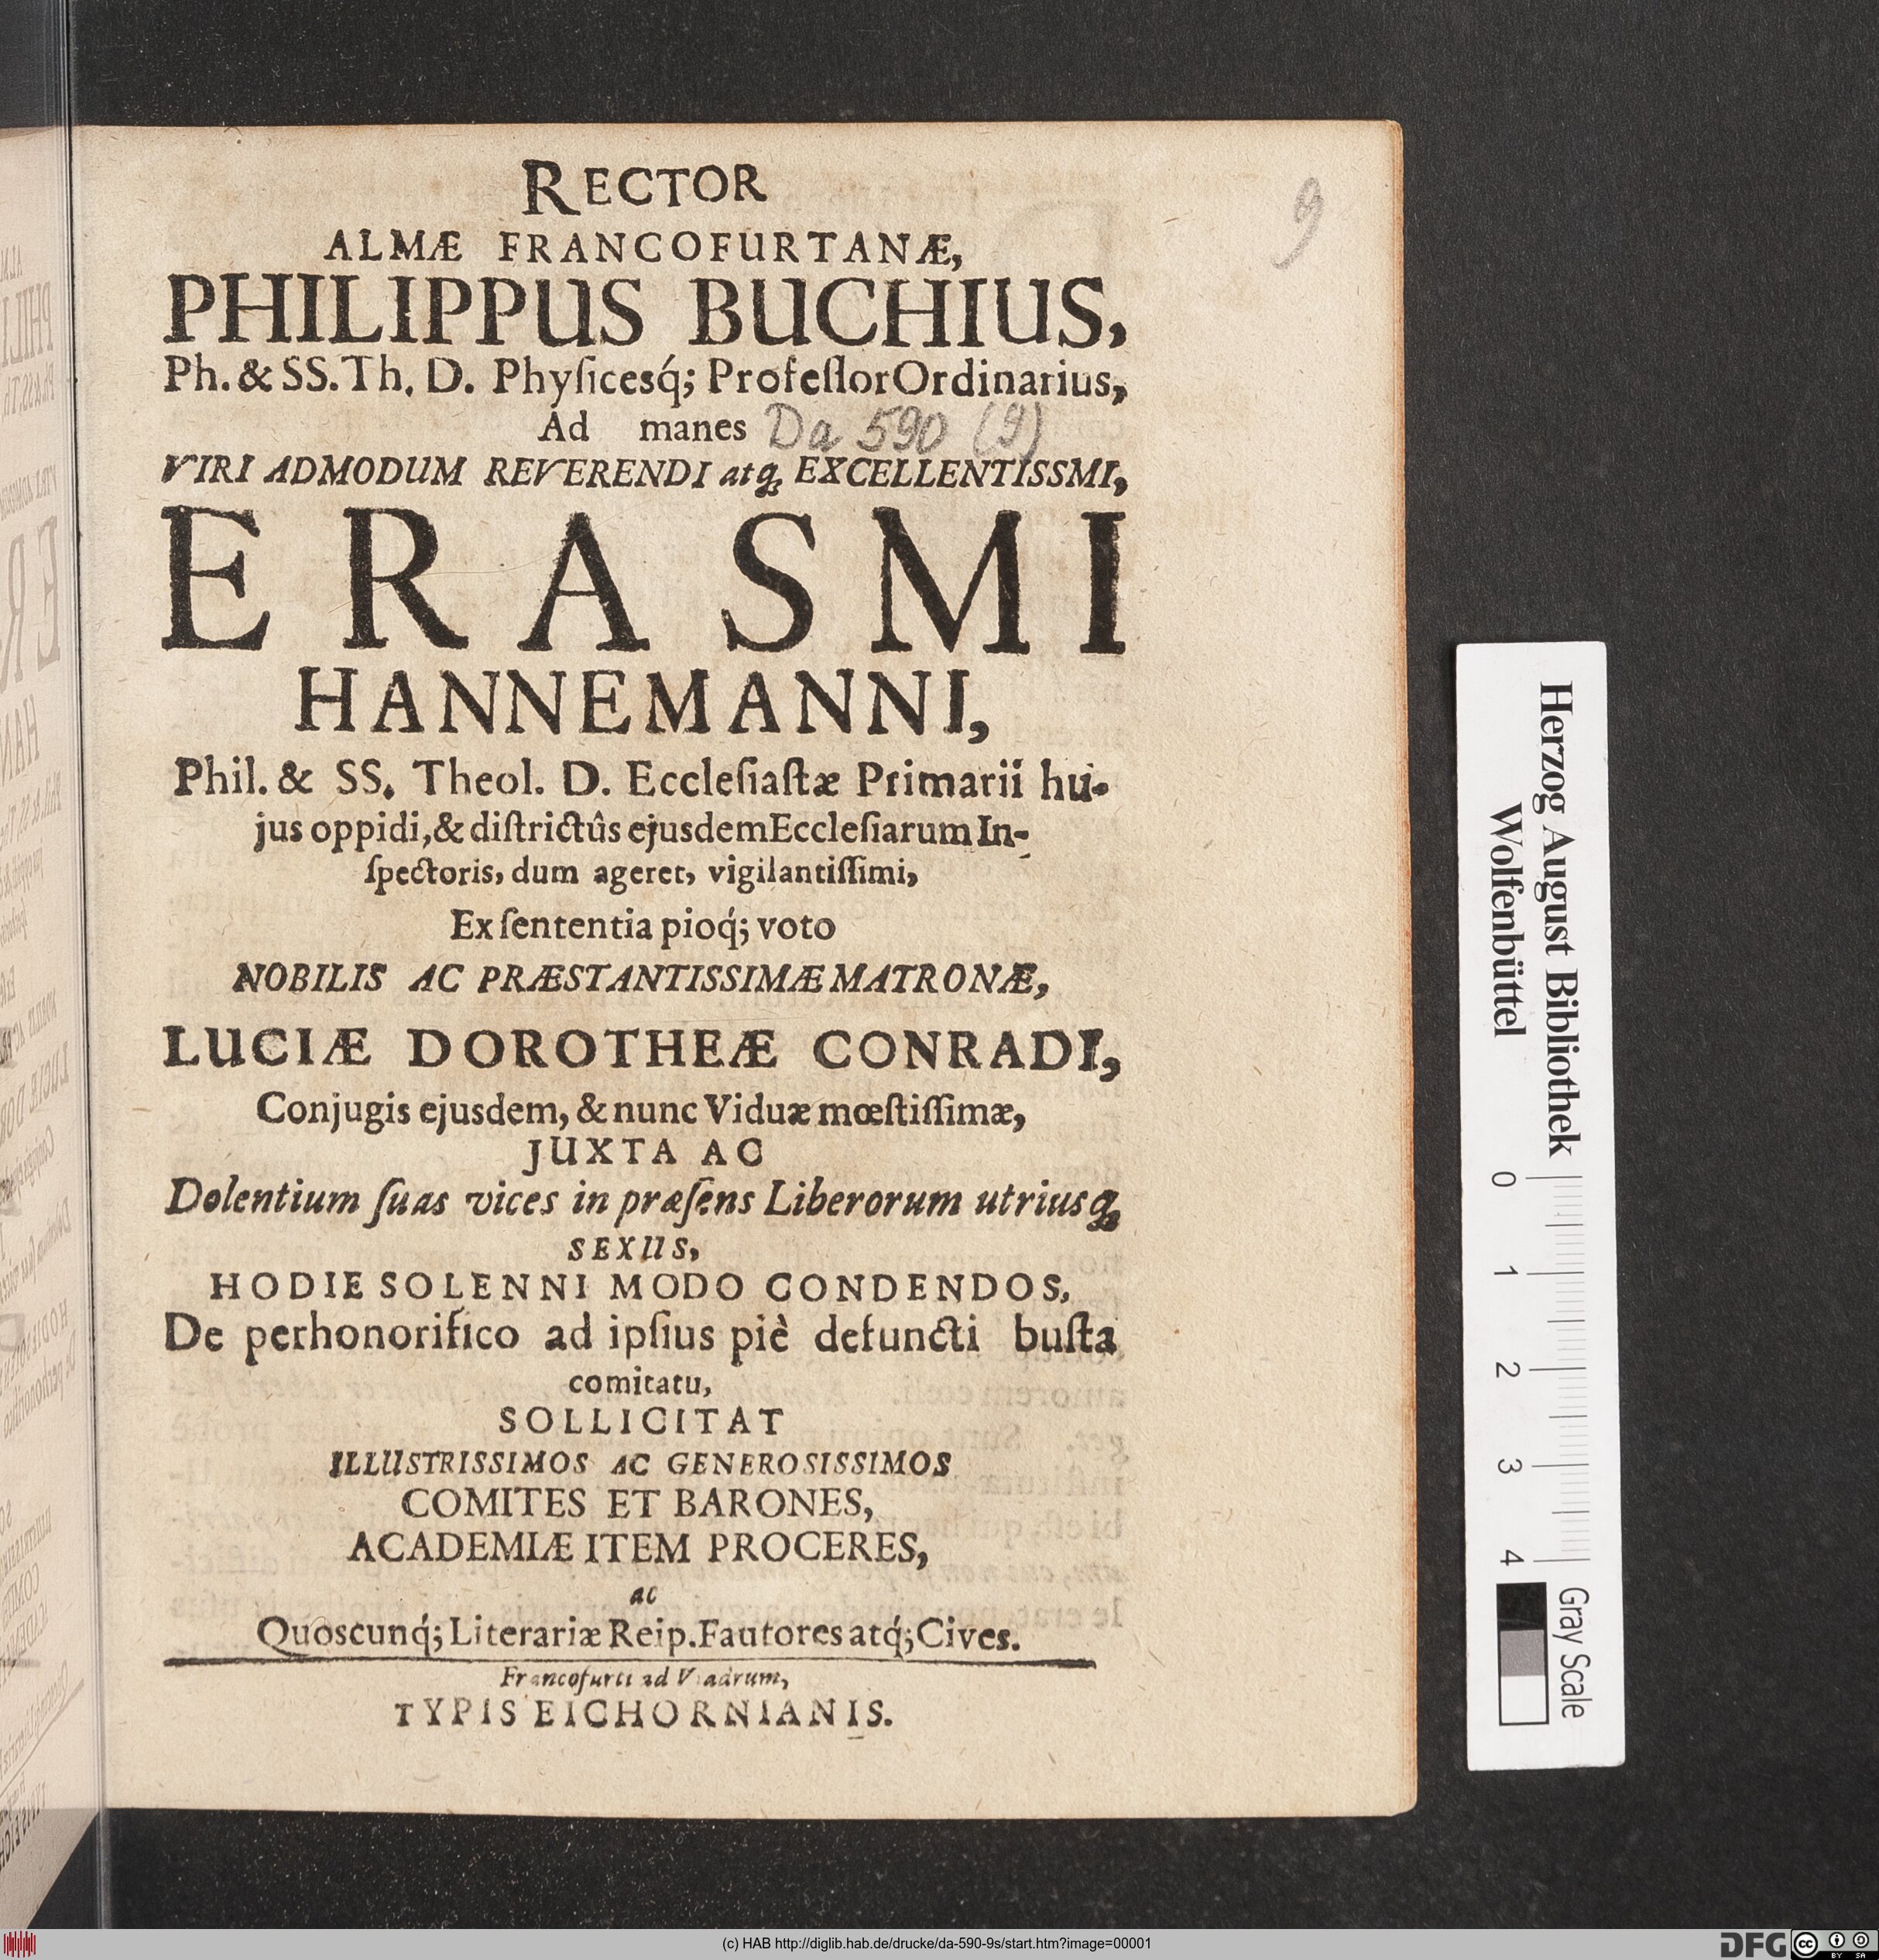 RECTOR
ALMÆ FRANCOFURTANÆ,
PHILIPPUS BUCHIUS,
Ph. & SS. Th. D. Phyſicesq́; Profeſſor Ordinarius,
Ad manes
Da 590 (9)
9
VIRI ADMODUM REVERENDI atq; EXCELLENTISSMI,
ERASMI
HANNEMANNI,
Phil. & SS. Theol. D. Eccleſiaſtæ Primarii hu-
jus oppidi, & diſtrictûs ejusdem Eccleſiarum In-
ſpectoris, dum ageret, vigilantiſſimi,
Ex ſententia pioq́; voto
NOBILIS AC PRÆSTANTISSIMÆ MATRONÆ,
LUCIÆ DOROTHEÆ CONRADI,
Conjugis ejusdem, & nunc Viduæ mœſtiſſimæ,
JUXTA AC
Dolentium ſuas vices in præſens Liberorum utriusq;
SEXUS,
HODIE SOLENNI MODO CONDENDOS,
De perhonorifico ad ipſius piè defuncti buſta
comitatu,
SOLLICITAT
ILLUSTRISSIMOS AC GENEROSISSIMOS
COMITES ET BARONES,
ACADEMIÆ ITEM PROCERES,
ac
Quoscunq́; Literariæ Reip. Fautores atq́; Cives.
Francofurti ad Viadrum,
TYPIS EICHORNIANIS.
Herzog August Bibliothek
Wolfenbüttel
0 1 2 3 4
Gray Scale
(c) HAB http://diglib.hab.de/drucke/da-590-9s/start.htm?image=00001
DFG
cc
BY SA